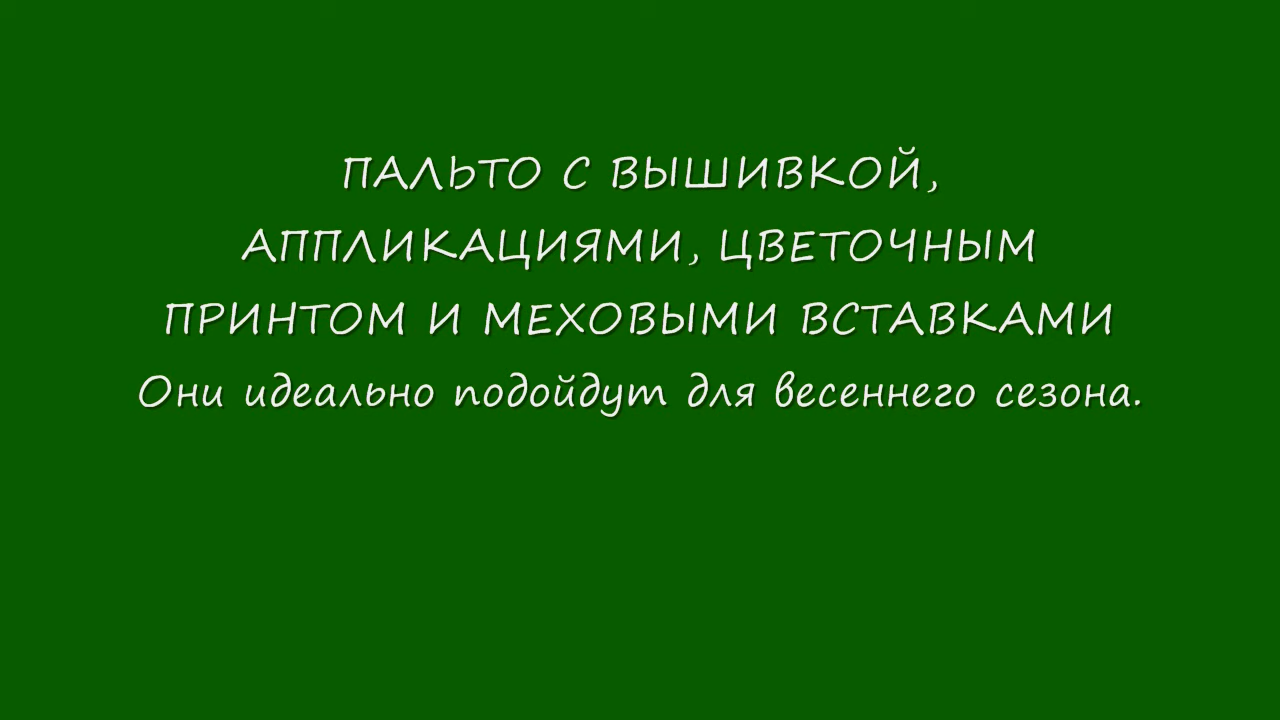 ПАЛЬТО С ВЫШИВКОЙ,
АППЛИКАЦИЯМИ, ЦВЕТОЧНЫМ
ПРИНТОМ И МЕХОВЫМИ ВСТАВКАМИ
Они идеально подойдут для весеннего сезона.